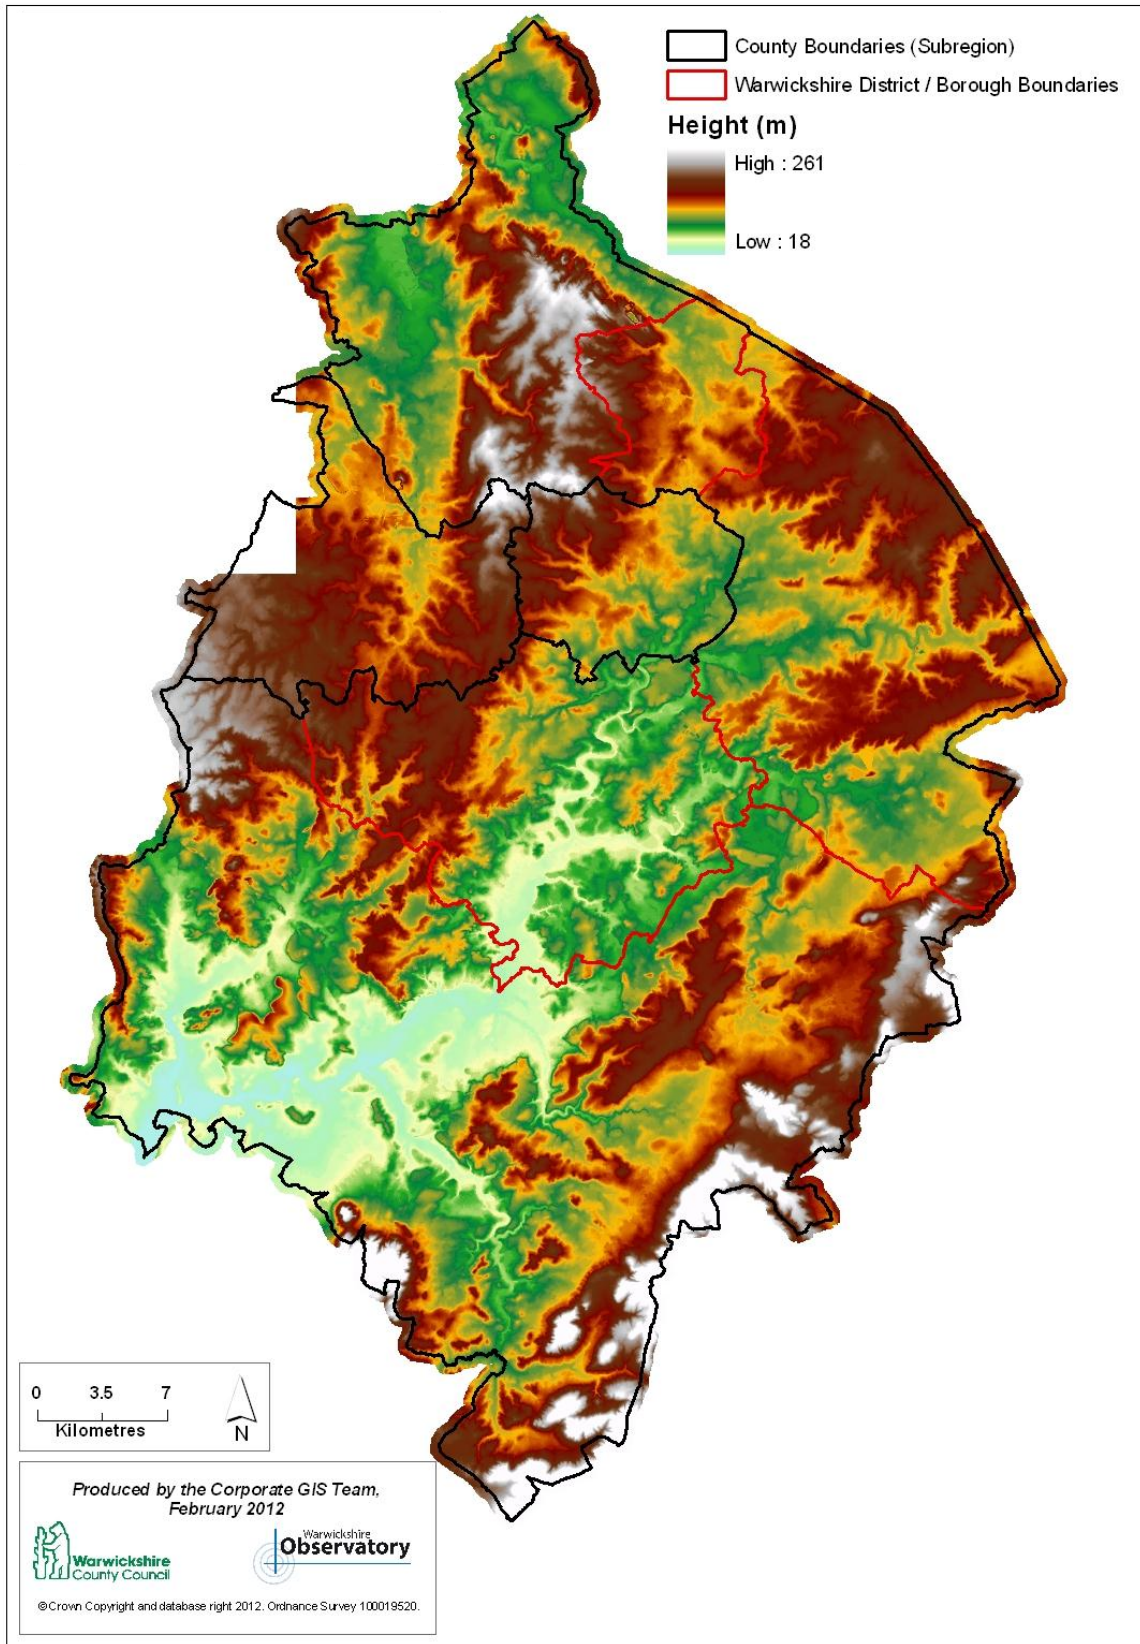 County Boundaries (Subregion)
Warwickshire District / Borough Boundaries
Height (m)
High : 261
Low : 18
0 3.5 7
Kilometres
N
Produced by the Corporate GIS Team,
February 2012
Warwickshire
County Council
Warwickshire
Observatory
©Crown Copyright and database right 2012. Ordnance Survey 100019520.